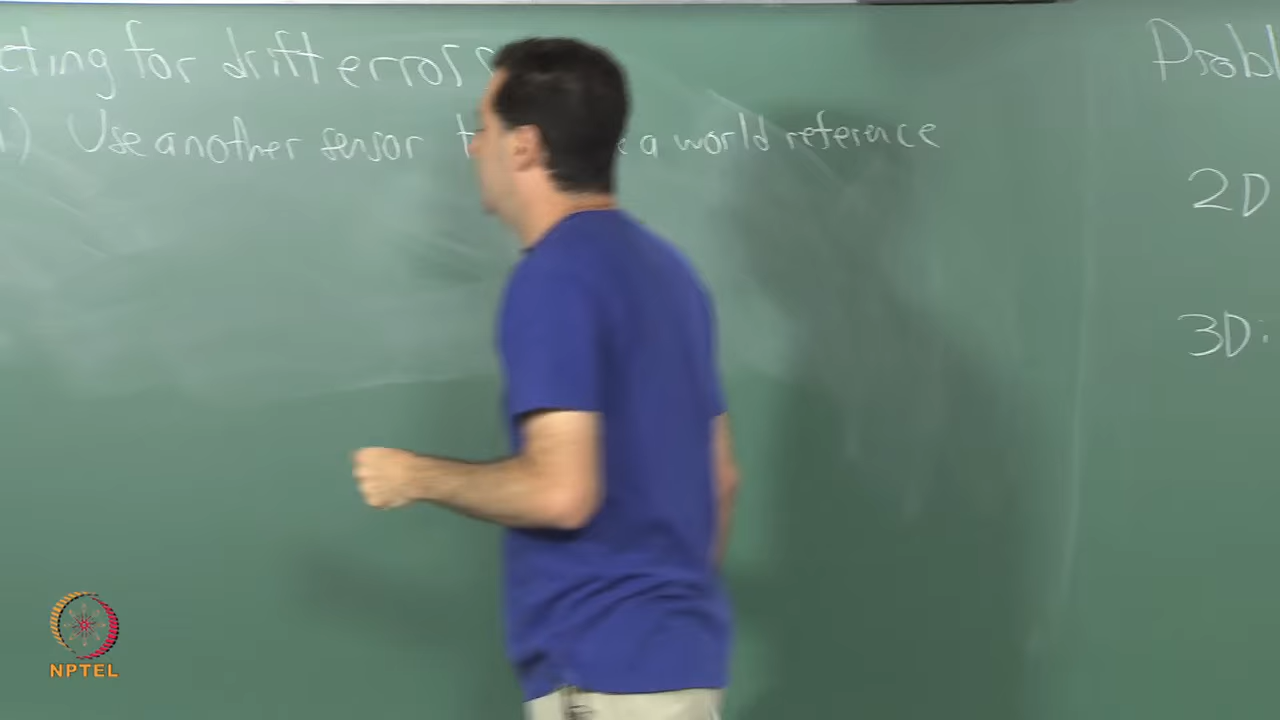 cting for drift errors
1) Use another sensor a world reference
Probl
2D
3D:
NPTEL